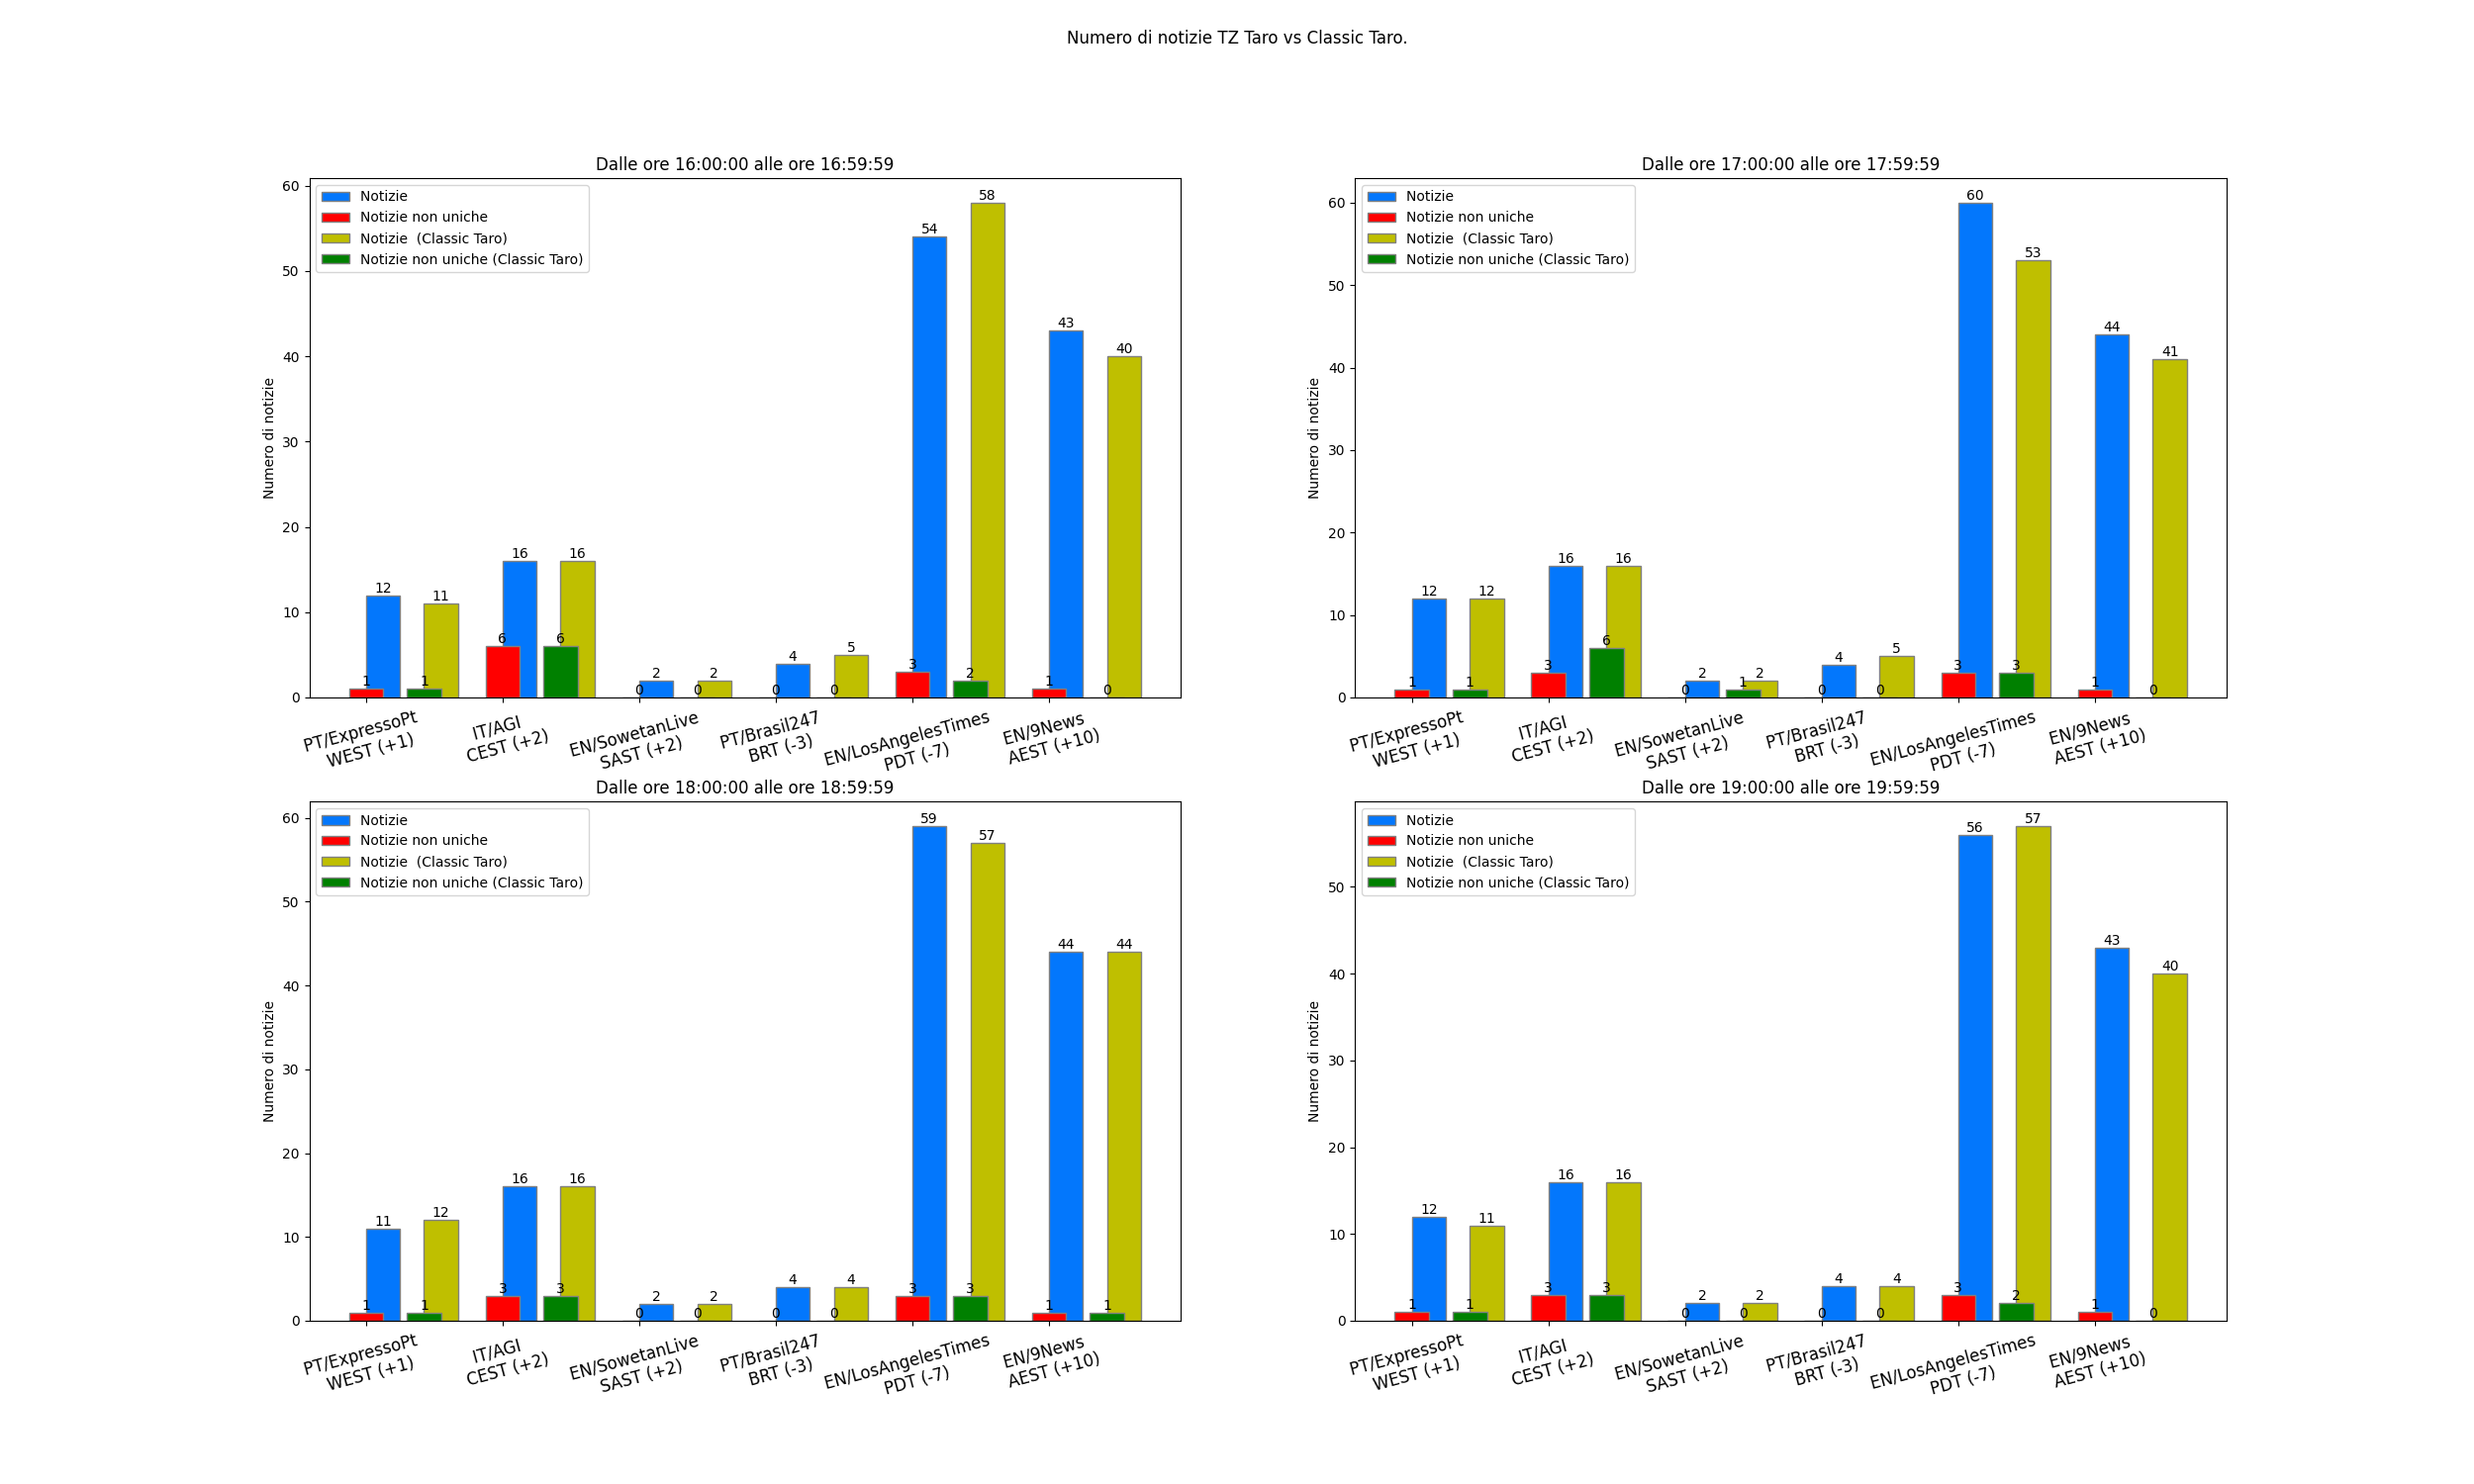 Numero di notizie TZ Taro vs Classic Taro.
Dalle ore 16:00:00 alle ore 16:59:59
Notizie
Notizie non uniche
Notizie  (Classic Taro)
Notizie non uniche (Classic Taro)
Numero di notizie
60
50
40
30
20
10
0
1
12
1
11
6
16
6
16
0
2
0
2
0
4
0
5
3
54
2
58
1
43
0
40
PT/ExpressoPt
WEST (+1)
IT/AGI
CEST (+2)
EN/SowetanLive
SAST (+2)
PT/Brasil247
BRT (-3)
EN/LosAngelesTimes
PDT (-7)
EN/9News
AEST (+10)
Dalle ore 17:00:00 alle ore 17:59:59
Notizie
Notizie non uniche
Notizie  (Classic Taro)
Notizie non uniche (Classic Taro)
Numero di notizie
60
50
40
30
20
10
0
1
12
1
12
3
16
6
16
0
2
1
2
0
4
0
5
3
60
3
53
1
44
0
41
PT/ExpressoPt
WEST (+1)
IT/AGI
CEST (+2)
EN/SowetanLive
SAST (+2)
PT/Brasil247
BRT (-3)
EN/LosAngelesTimes
PDT (-7)
EN/9News
AEST (+10)
Dalle ore 18:00:00 alle ore 18:59:59
Notizie
Notizie non uniche
Notizie  (Classic Taro)
Notizie non uniche (Classic Taro)
Numero di notizie
60
50
40
30
20
10
0
1
11
1
12
3
16
3
16
0
2
0
2
0
4
0
4
3
59
3
57
1
44
1
44
PT/ExpressoPt
WEST (+1)
IT/AGI
CEST (+2)
EN/SowetanLive
SAST (+2)
PT/Brasil247
BRT (-3)
EN/LosAngelesTimes
PDT (-7)
EN/9News
AEST (+10)
Dalle ore 19:00:00 alle ore 19:59:59
Notizie
Notizie non uniche
Notizie  (Classic Taro)
Notizie non uniche (Classic Taro)
Numero di notizie
50
40
30
20
10
0
1
12
1
11
3
16
3
16
0
2
0
2
0
4
0
4
3
56
2
57
1
43
0
40
PT/ExpressoPt
WEST (+1)
IT/AGI
CEST (+2)
EN/SowetanLive
SAST (+2)
PT/Brasil247
BRT (-3)
EN/LosAngelesTimes
PDT (-7)
EN/9News
AEST (+10)